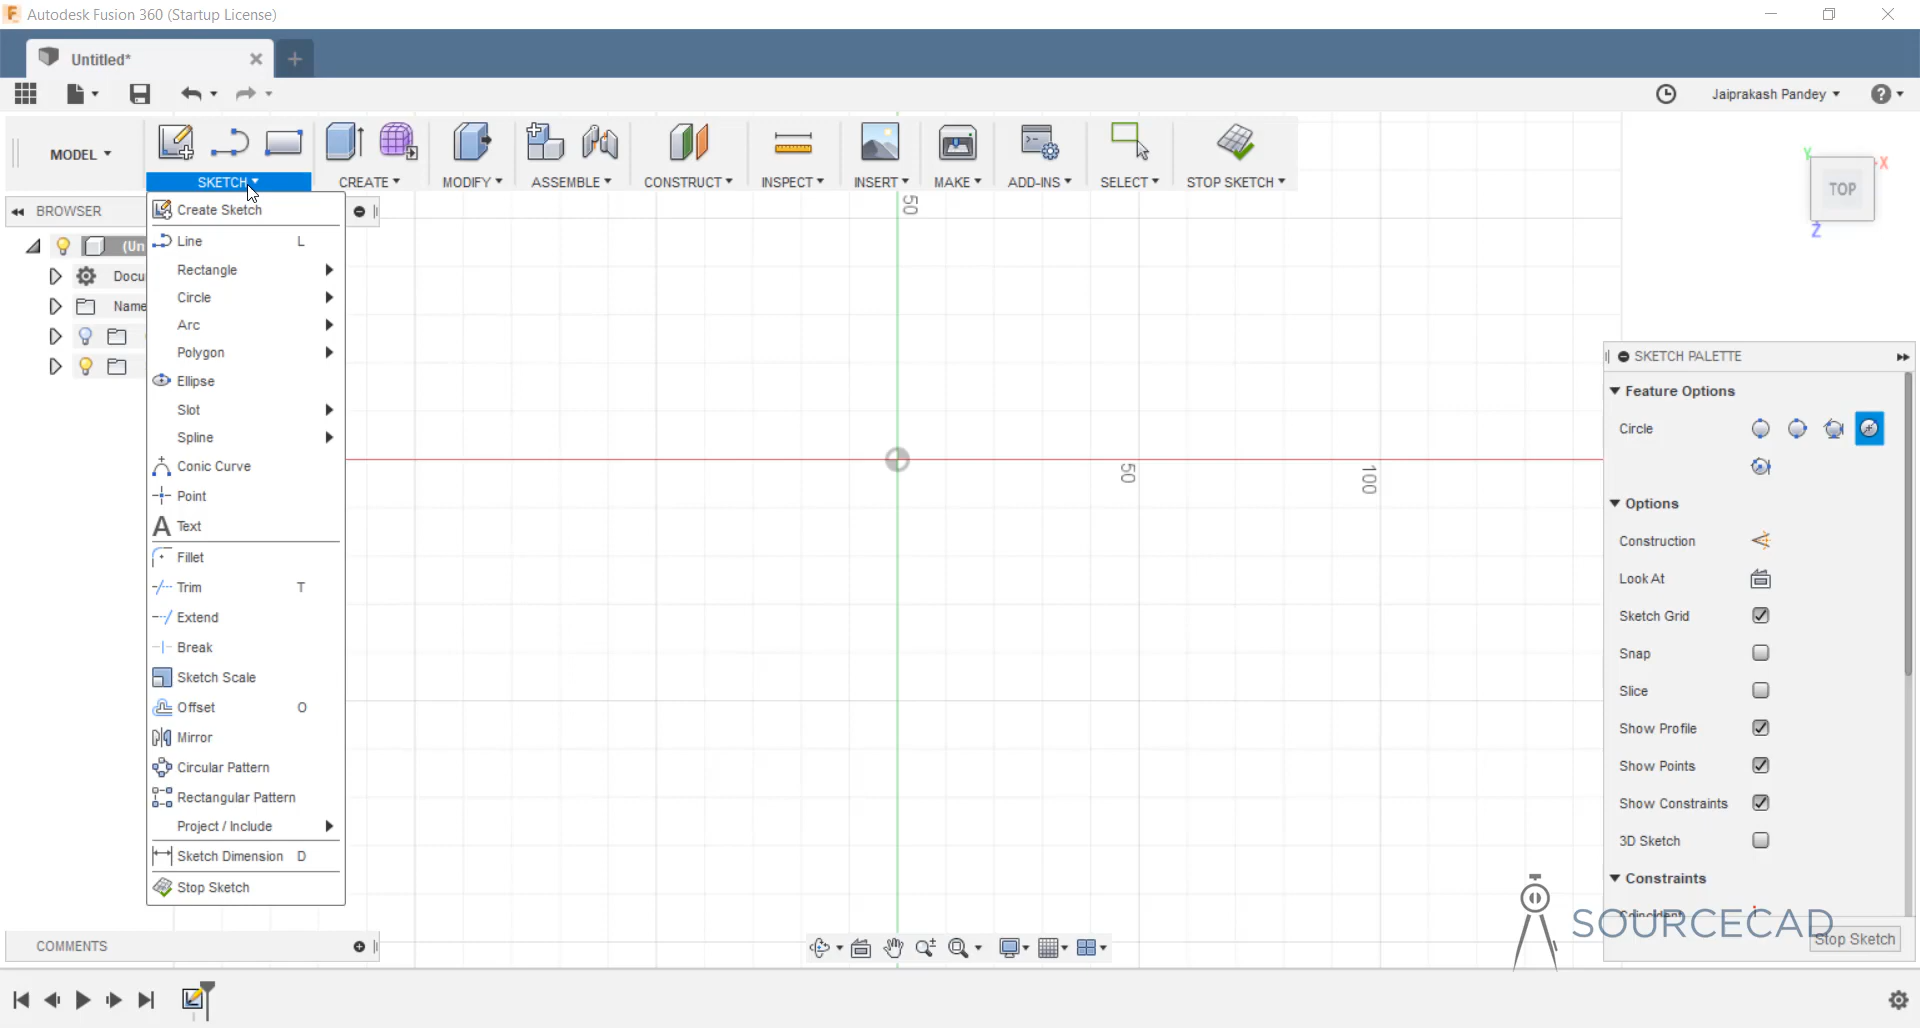 Autodesk Fusion 360 (Startup License)
Untitled*
Jaiprakash Pandey
MODEL
SKETCH
CREATE
MODIFY
ASSEMBLE
CONSTRUCT
INSPECT
INSERT
MAKE
ADD-INS
SELECT
STOP SKETCH
BROWSER
(Un
Docu
Name
Create Sketch
Line L
Rectangle
Circle
Arc
Polygon
Ellipse
Slot
Spline
Conic Curve
Point
Text
Fillet
Trim T
Extend
Break
Sketch Scale
Offset O
Mirror
Circular Pattern
Rectangular Pattern
Project / Include
Sketch Dimension D
Stop Sketch
50
50
100
Y
X
TOP
Z
SKETCH PALETTE
Feature Options
Circle
Options
Construction
Look At
Sketch Grid
Snap
Slice
Show Profile
Show Points
Show Constraints
3D Sketch
Constraints
Coincident
SOURCECAD
Stop Sketch
COMMENTS